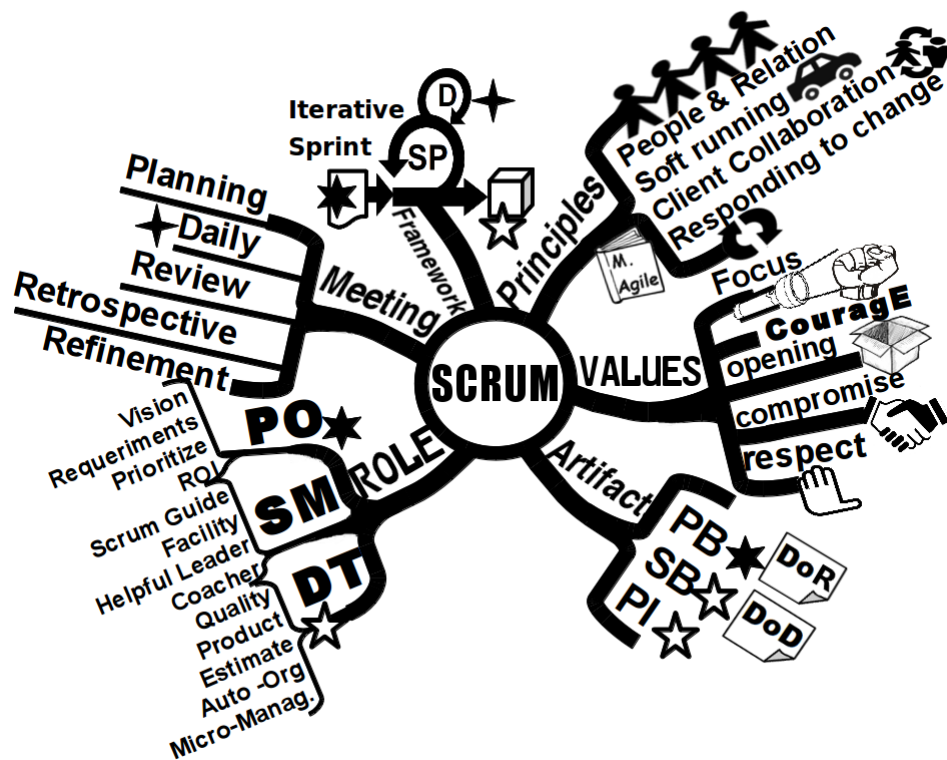 SCRUM
Framework
Iterative
Sprint
D
SP
Principles
People & Relation
Soft running
Client Collaboration
Responding to change
M.
Agile
VALUES
Focus
CouragE
opening
compromise
respect
Artifact
PB
SB
PI
DoR
DoD
ROLE
PO
Vision
Requeriments
Prioritize
ROI
SM
Scrum Guide
Facility
Helpful Leader
Coacher
DT
Quality
Product
Estimate
Auto -Org
Micro-Manag.
Meeting
Planning
Daily
Review
Retrospective
Refinement